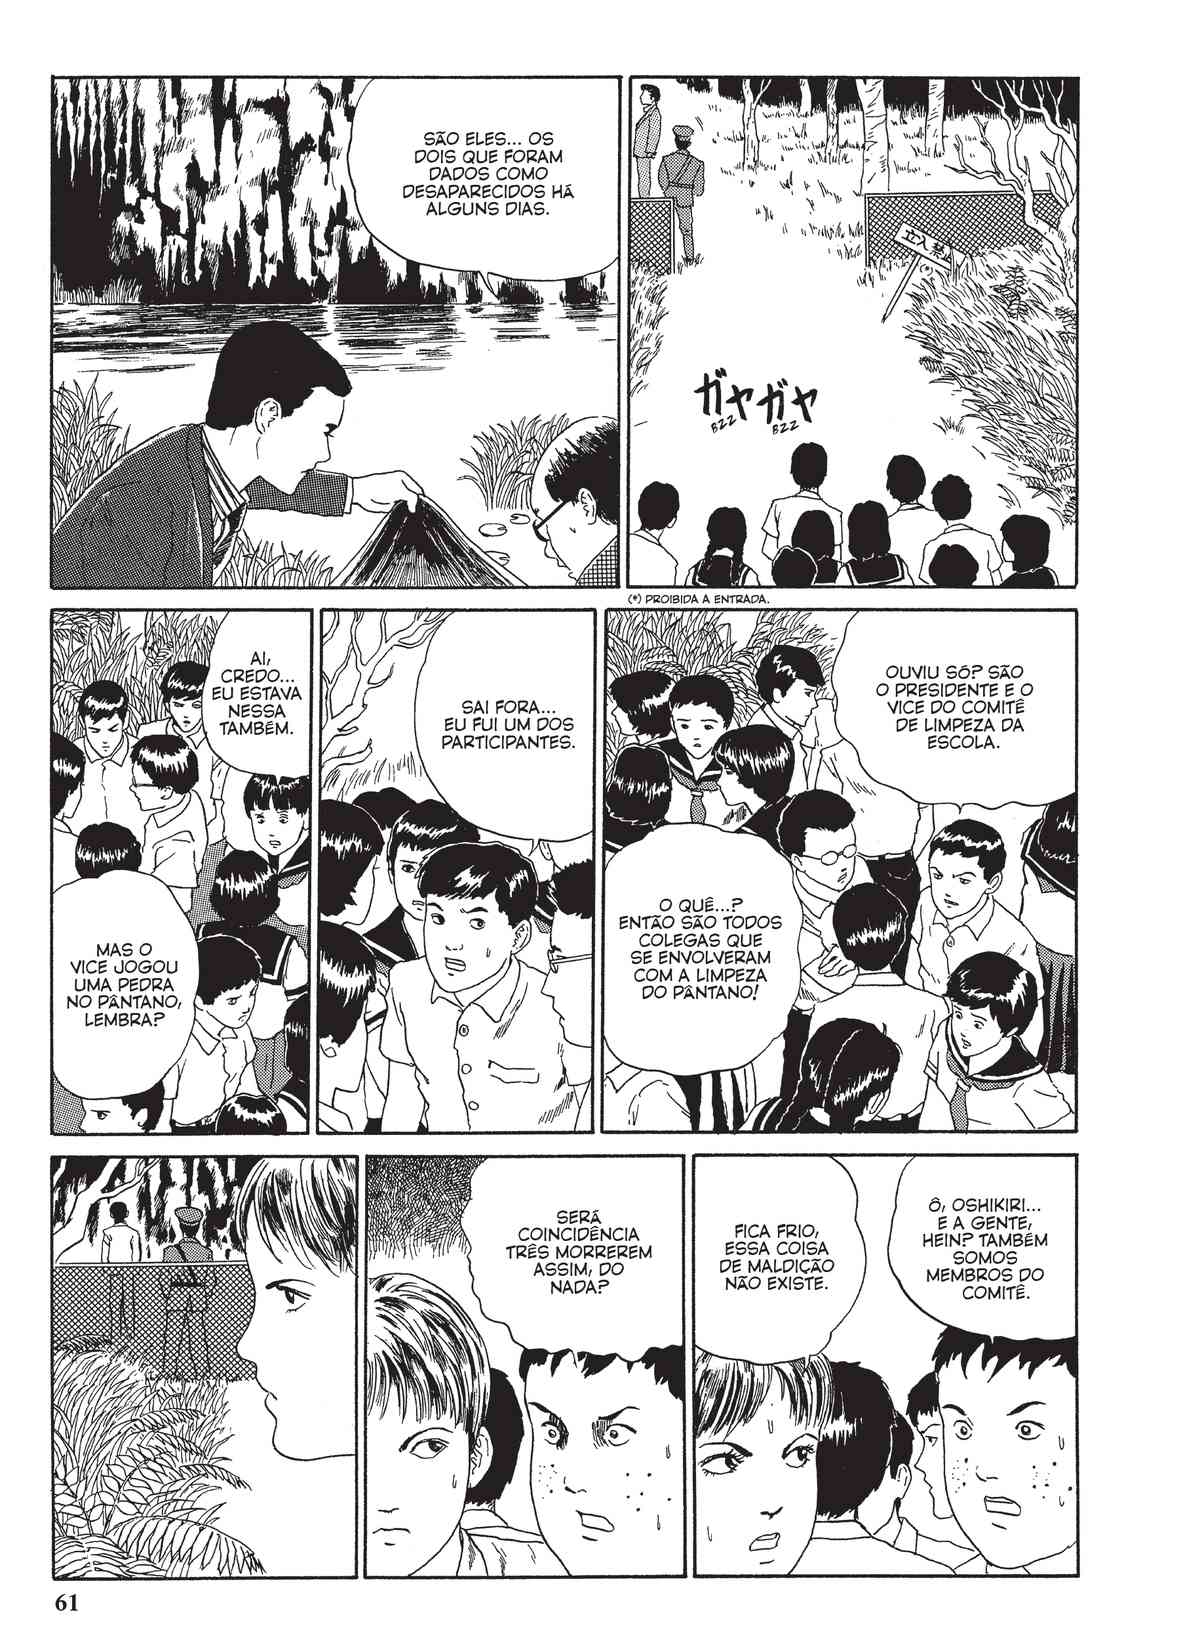 立入禁
(*)
ガヤガヤ
BZZ
BZZ
(*) PROIBIDA A ENTRADA.
SÃO ELES... OS
DOIS QUE FORAM
DADOS COMO
DESAPARECIDOS HÁ
ALGUNS DIAS.
OUVIU SÓ? SÃO
O PRESIDENTE E O
VICE DO COMITÊ
DE LIMPEZA DA
ESCOLA.
O QUÊ...?
ENTÃO SÃO TODOS
COLEGAS QUE
SE ENVOLVERAM
COM A LIMPEZA
DO PÂNTANO!
SAI FORA...
EU FUI UM DOS
PARTICIPANTES.
AI,
CREDO...
EU ESTAVA
NESSA
TAMBÉM.
MAS O
VICE JOGOU
UMA PEDRA
NO PÂNTANO,
LEMBRA?
Ô, OSHIKIRI...
E A GENTE,
HEIN? TAMBÉM
SOMOS
MEMBROS DO
COMITÊ.
FICA FRIO,
ESSA COISA
DE MALDIÇÃO
NÃO EXISTE.
SERÁ
COINCIDÊNCIA
TRÊS MORREREM
ASSIM, DO
NADA?
61